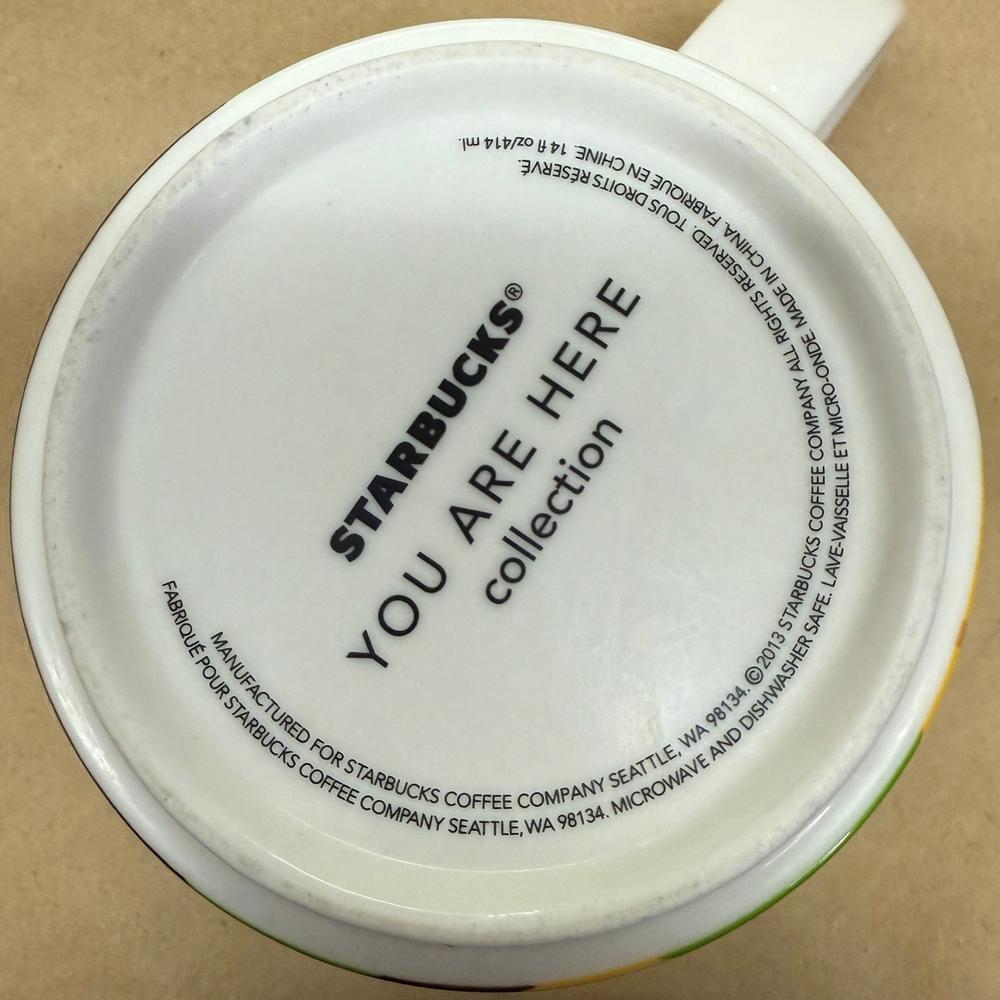 STARBUCKS®
YOU ARE HERE
collection
MANUFACTURED FOR STARBUCKS COFFEE COMPANY SEATTLE, WA 98134. ©2013 STARBUCKS COFFEE COMPANY ALL RIGHTS RESERVED. TOUS DROITS RÉSERVÉ.
FABRIQUÉ POUR STARBUCKS COFFEE COMPANY SEATTLE, WA 98134. MICROWAVE AND DISHWASHER SAFE. LAVE-VAISSELLE ET MICRO-ONDE. MADE IN CHINA. FABRIQUÉ EN CHINE. 14 fl oz/414 ml.